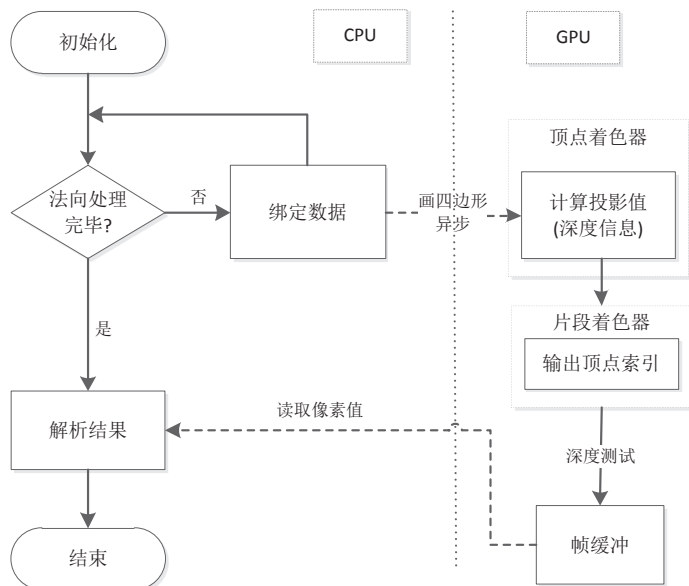 初始化
CPU
GPU
顶点着色器
法向处理
完毕?
否
绑定数据
画四边形
异步
计算投影值
(深度信息)
是
片段着色器
输出顶点索引
解析结果
读取像素值
深度测试
结束
帧缓冲